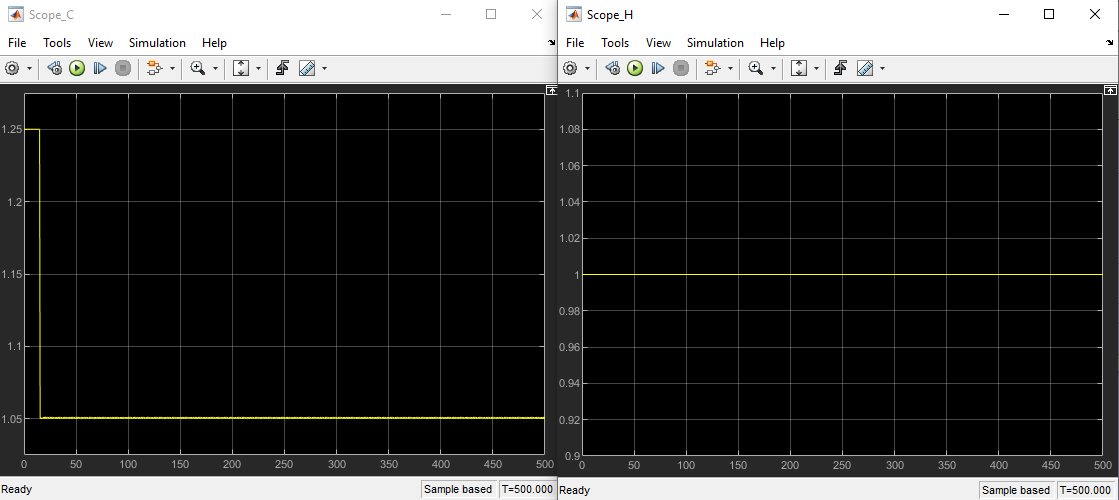 Scope_C
File Tools View Simulation Help
1.25
1.2
1.15
1.1
1.05
0 50 100 150 200 250 300 350 400 450 500
Ready Sample based T=500.000
Scope_H
File Tools View Simulation Help
1.1
1.08
1.06
1.04
1.02
1
0.98
0.96
0.94
0.92
0.9
0 50 100 150 200 250 300 350 400 450 500
Ready Sample based T=500.000